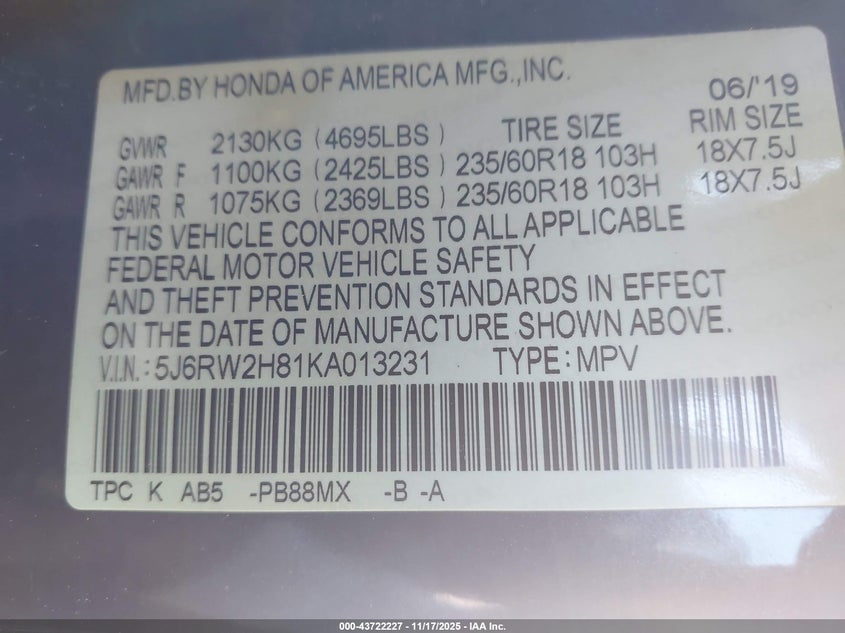 MFD.BY HONDA OF AMERICA MFG.,INC. 06/'19
GVWR 2130KG (4695LBS) TIRE SIZE RIM SIZE
GAWR F 1100KG (2425LBS) 235/60R18 103H 18X7.5J
GAWR R 1075KG (2369LBS) 235/60R18 103H 18X7.5J
THIS VEHICLE CONFORMS TO ALL APPLICABLE
FEDERAL MOTOR VEHICLE SAFETY
AND THEFT PREVENTION STANDARDS IN EFFECT
ON THE DATE OF MANUFACTURE SHOWN ABOVE.
V.I.N.: 5J6RW2H81KA013231 TYPE: MPV
TPC K AB5 -PB88MX -B -A
000-43722227 - 11/17/2025 - IAA Inc.